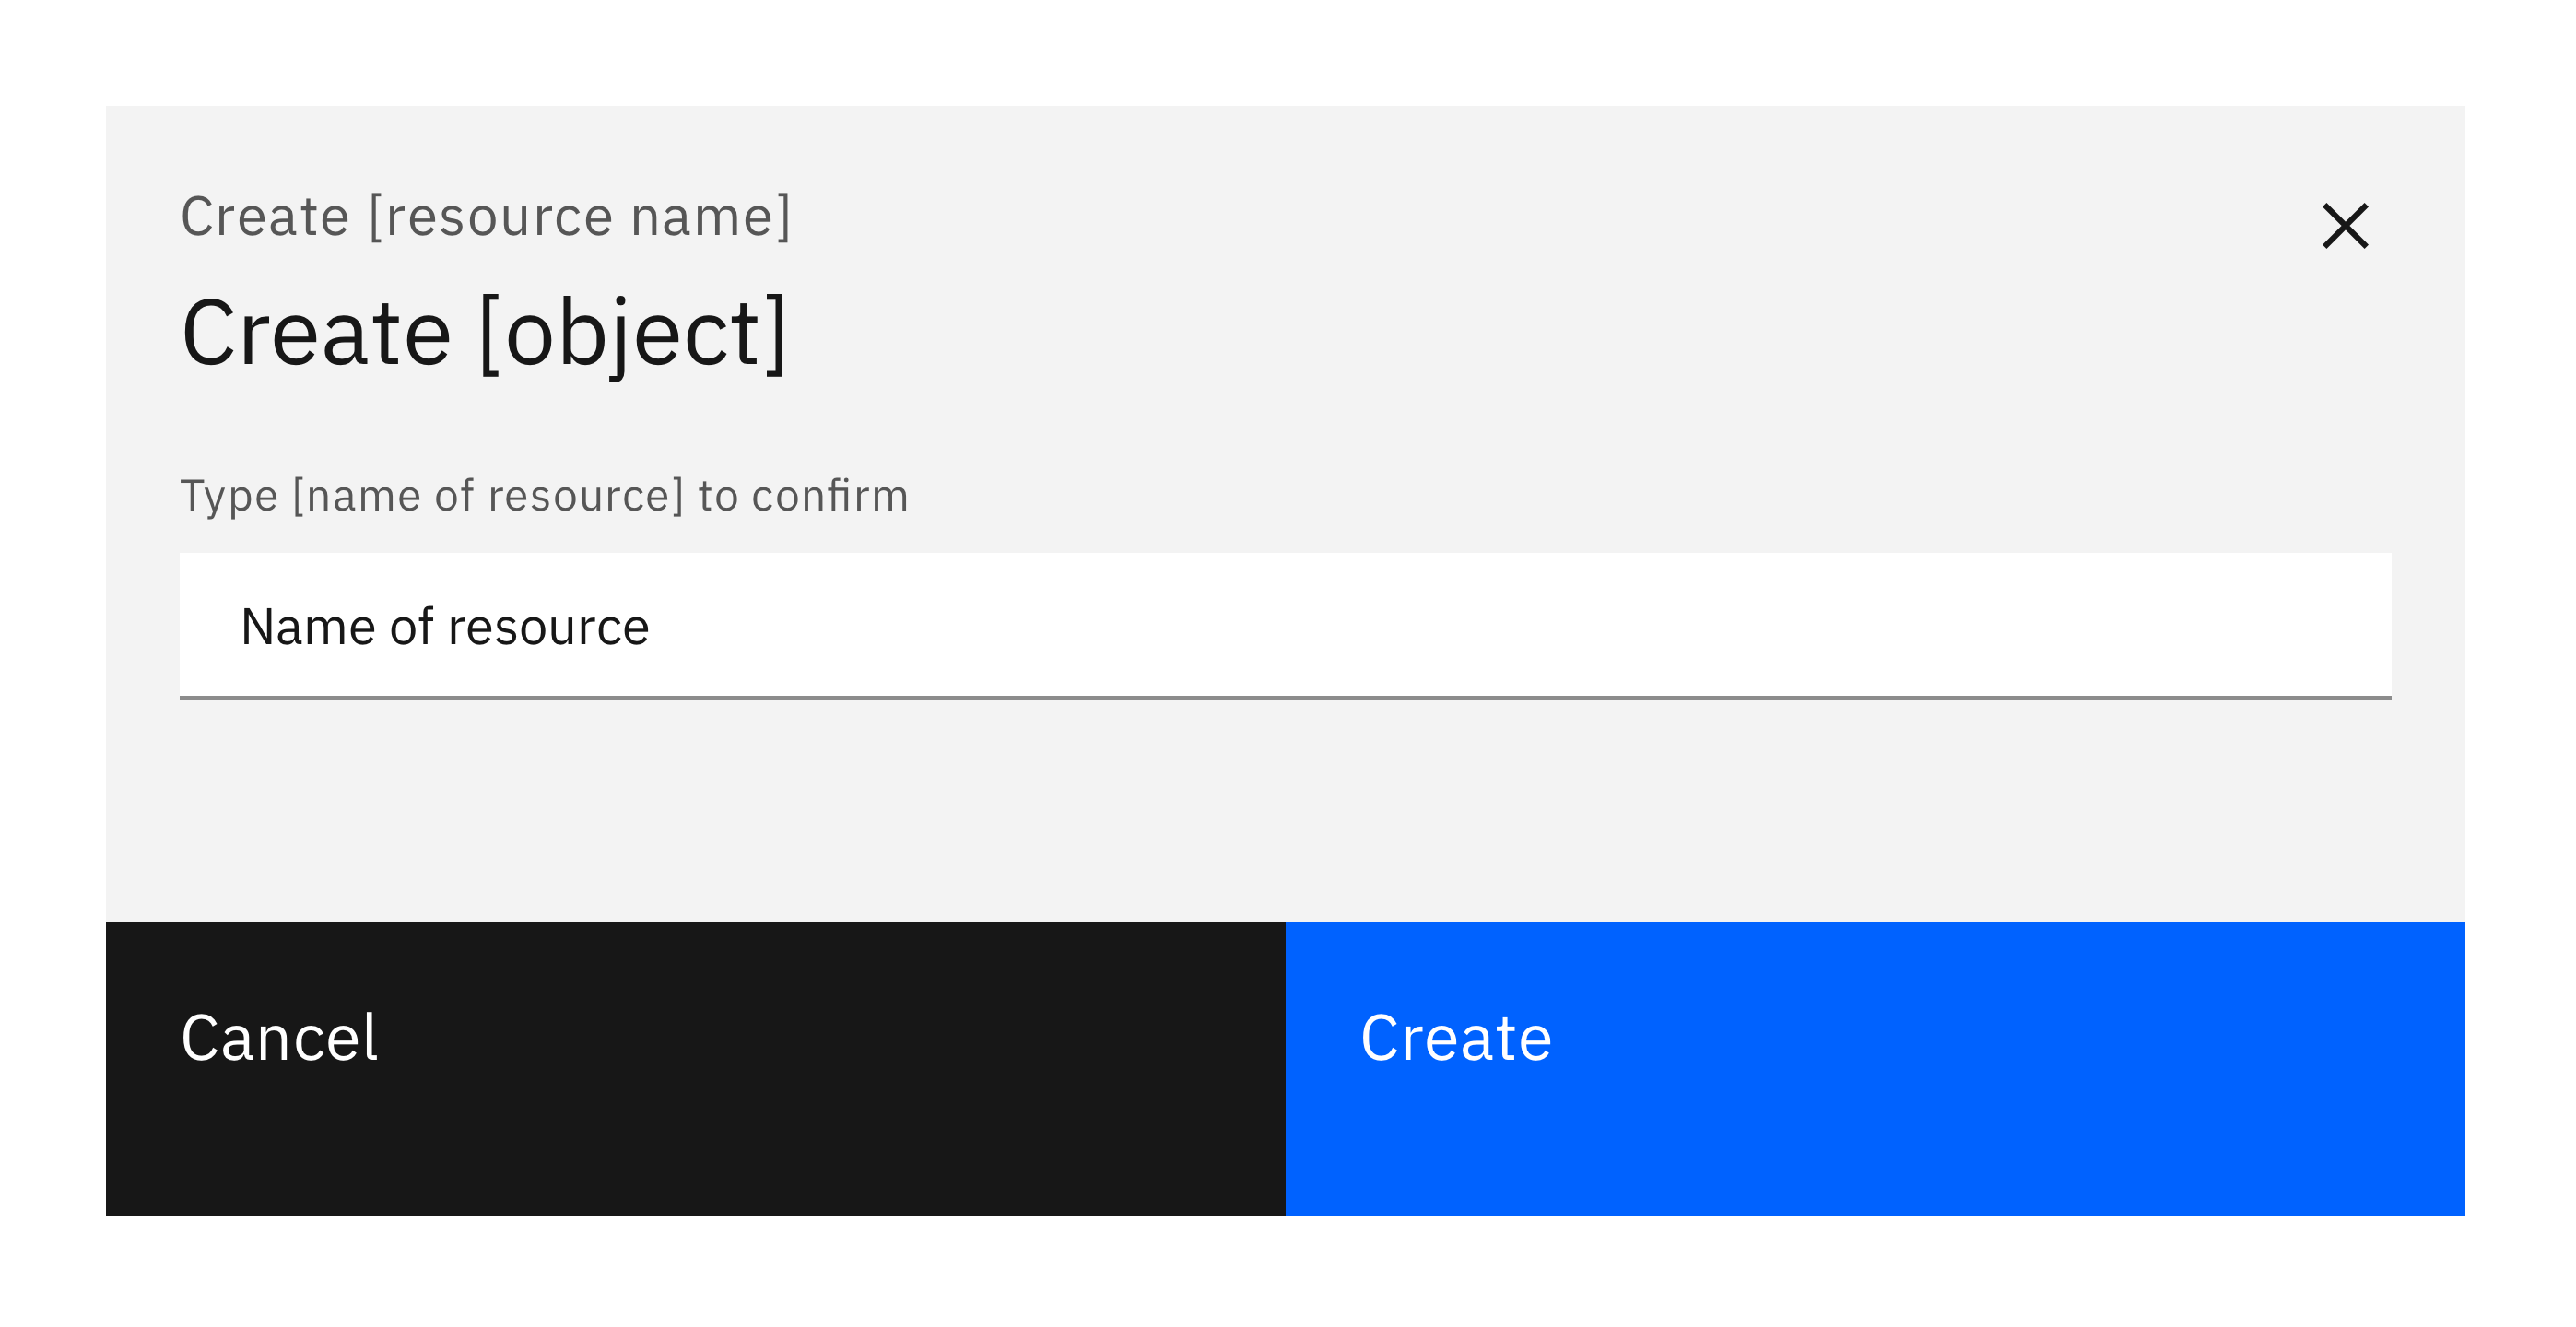 Create [resource name]
Create [object]
Type [name of resource] to confirm
Name of resource
Cancel
Create